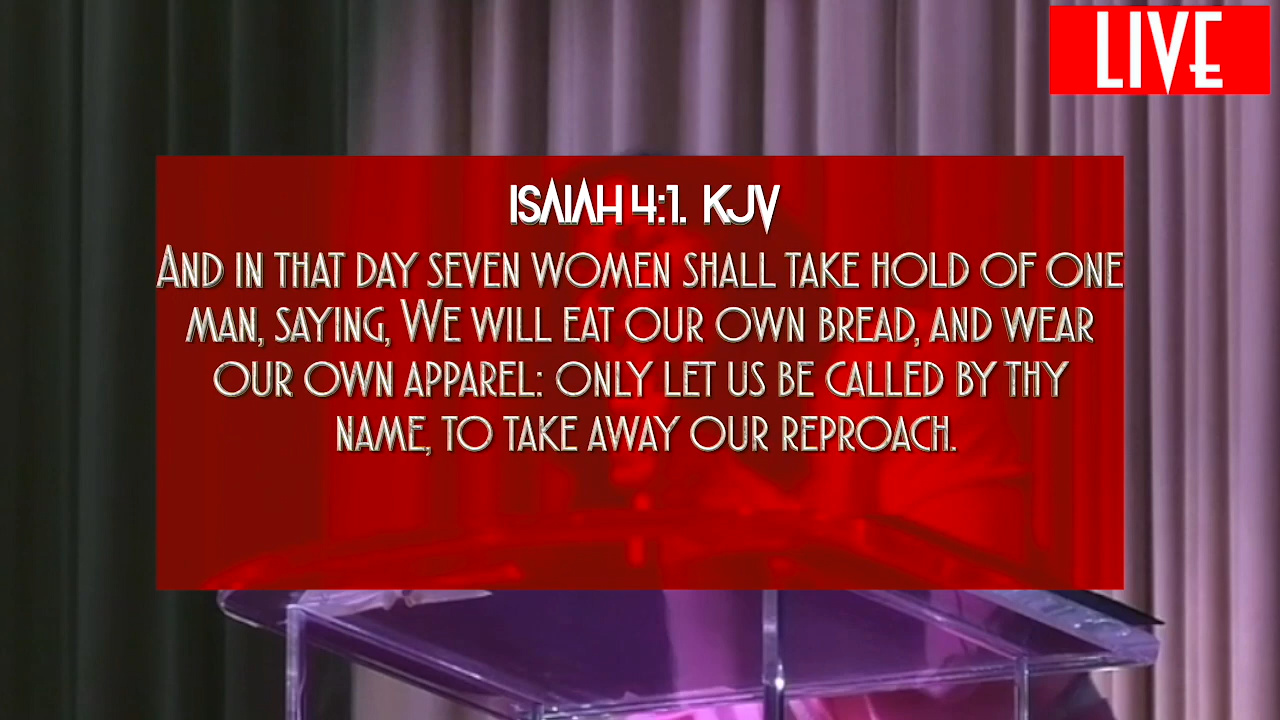 LIVE
ISAIAH 4:1. KJV
AND IN THAT DAY SEVEN WOMEN SHALL TAKE HOLD OF ONE
MAN, SAYING, WE WILL EAT OUR OWN BREAD, AND WEAR
OUR OWN APPAREL: ONLY LET US BE CALLED BY THY
NAME, TO TAKE AWAY OUR REPROACH.